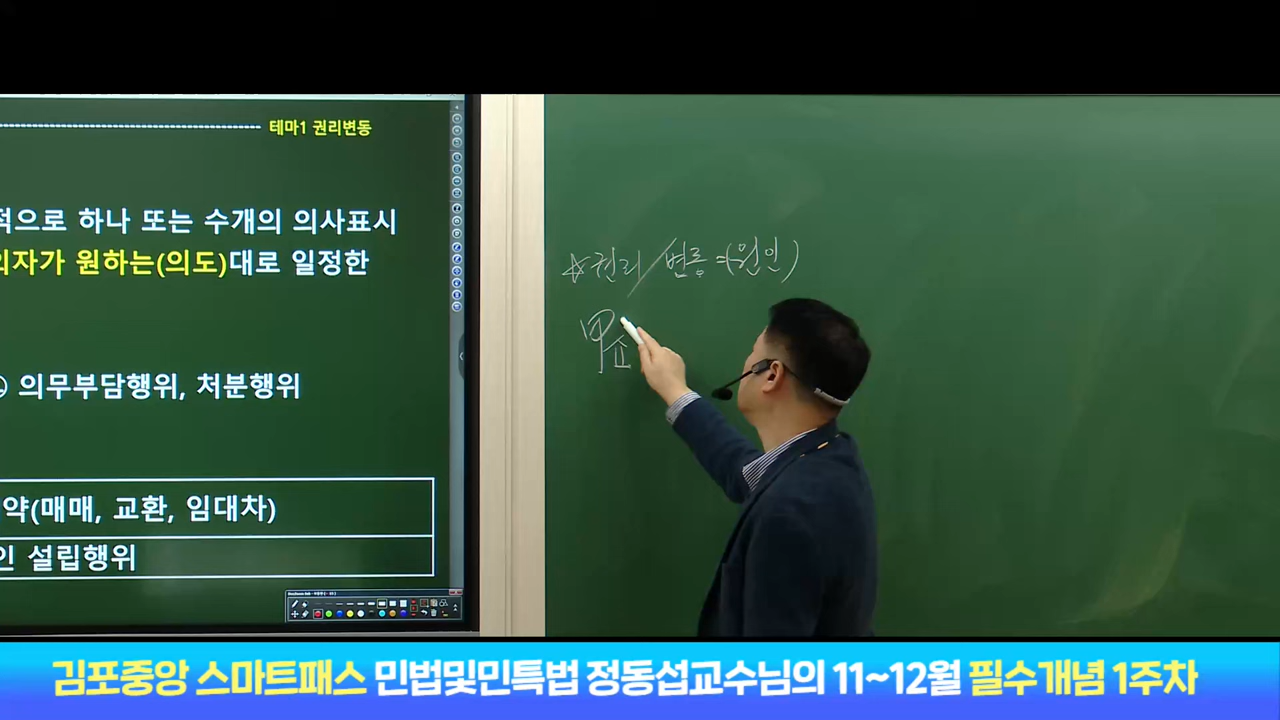 테마1 권리변동
적으로 하나 또는 수개의 의사표시
의자가 원하는(의도)대로 일정한
의무부담행위, 처분행위
약(매매, 교환, 임대차)
인 설립행위
☆권리/변동=(원인)
甲소
김포중앙 스마트패스 민법및민특법 정동섭교수님의 11~12월 필수개념 1주차